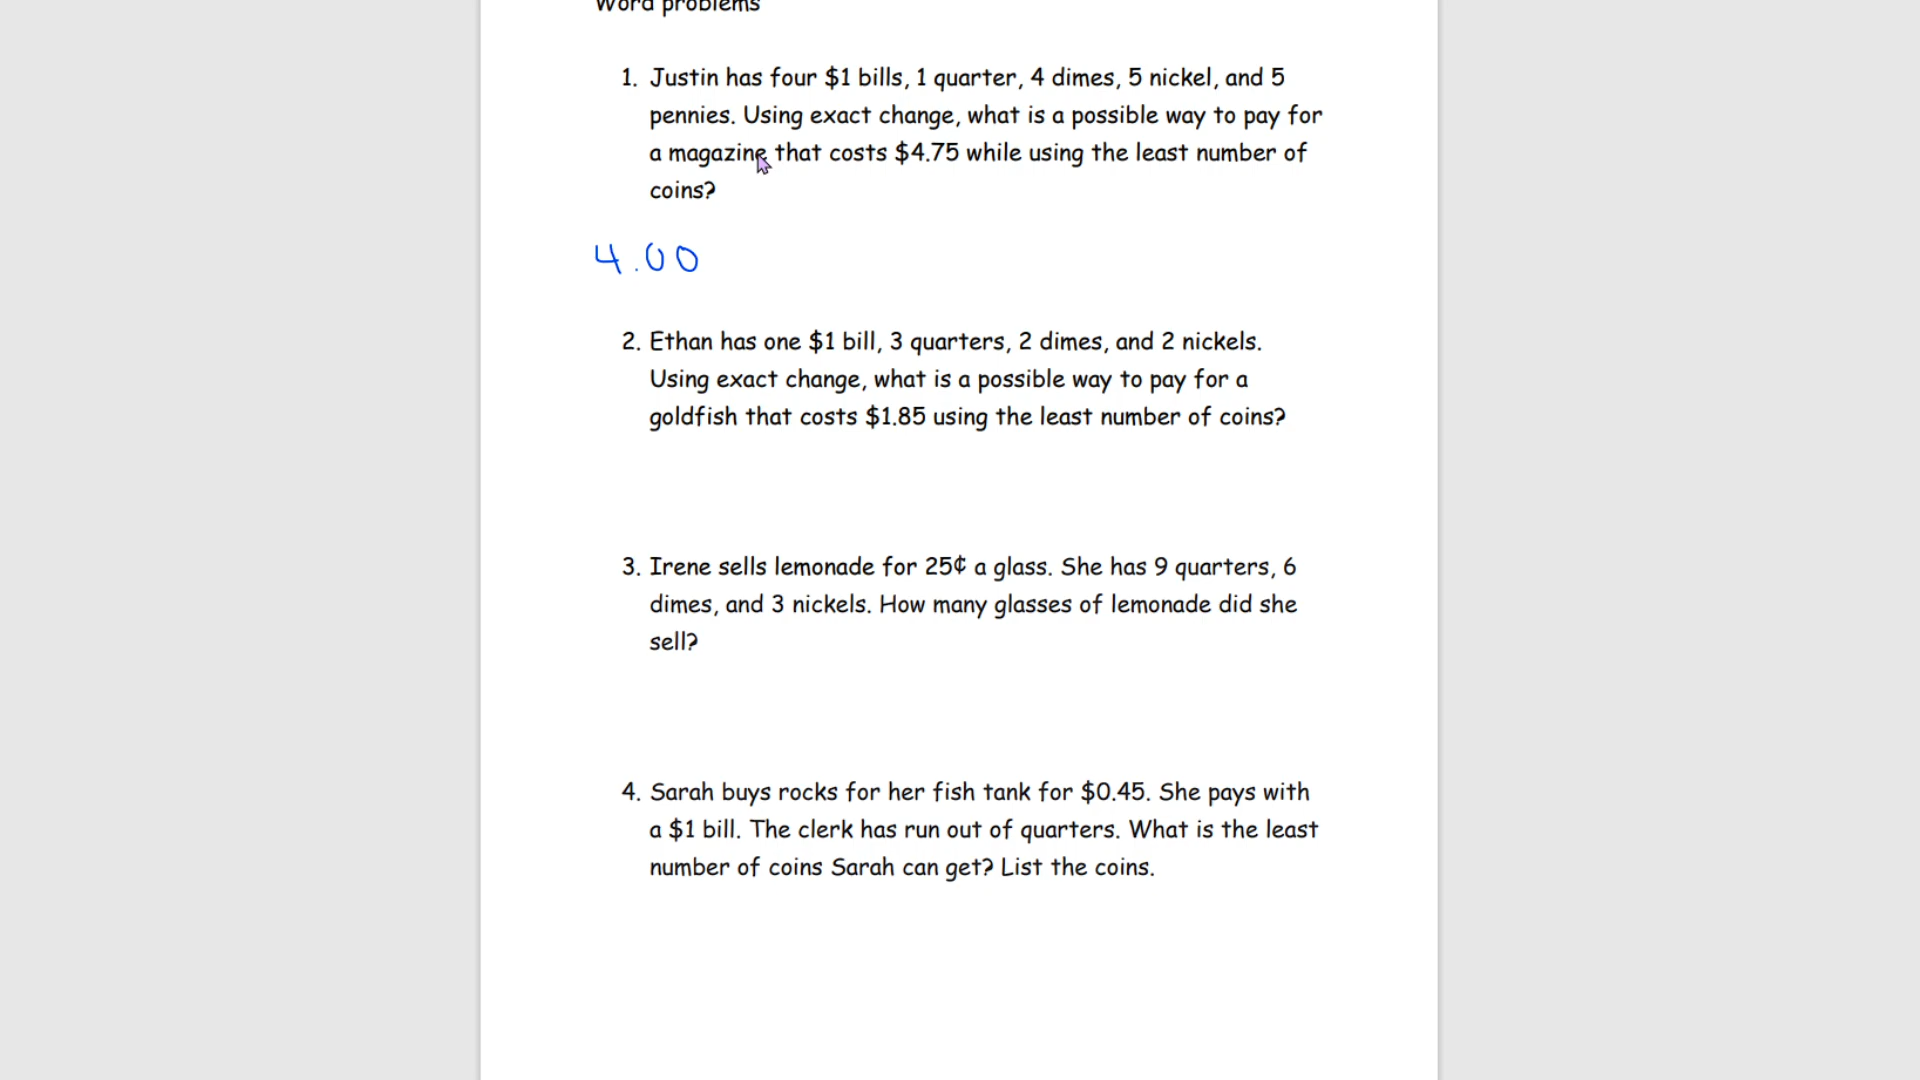 Word problems
1. Justin has four $1 bills, 1 quarter, 4 dimes, 5 nickel, and 5
pennies. Using exact change, what is a possible way to pay for
a magazine that costs $4.75 while using the least number of
coins?
4.00
2. Ethan has one $1 bill, 3 quarters, 2 dimes, and 2 nickels.
Using exact change, what is a possible way to pay for a
goldfish that costs $1.85 using the least number of coins?
3. Irene sells lemonade for 25¢ a glass. She has 9 quarters, 6
dimes, and 3 nickels. How many glasses of lemonade did she
sell?
4. Sarah buys rocks for her fish tank for $0.45. She pays with
a $1 bill. The clerk has run out of quarters. What is the least
number of coins Sarah can get? List the coins.